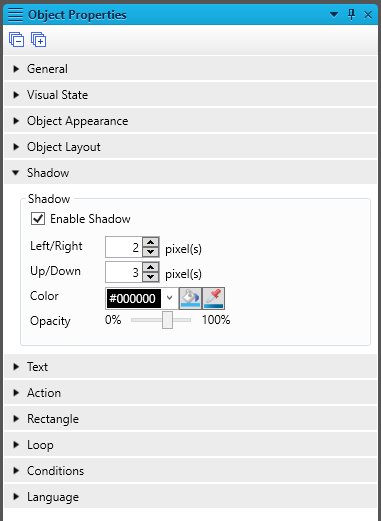 Object Properties
General
Visual State
Object Appearance
Object Layout
Shadow
Shadow
Enable Shadow
Left/Right 2 pixel(s)
Up/Down 3 pixel(s)
Color #000000
Opacity 0% 100%
Text
Action
Rectangle
Loop
Conditions
Language